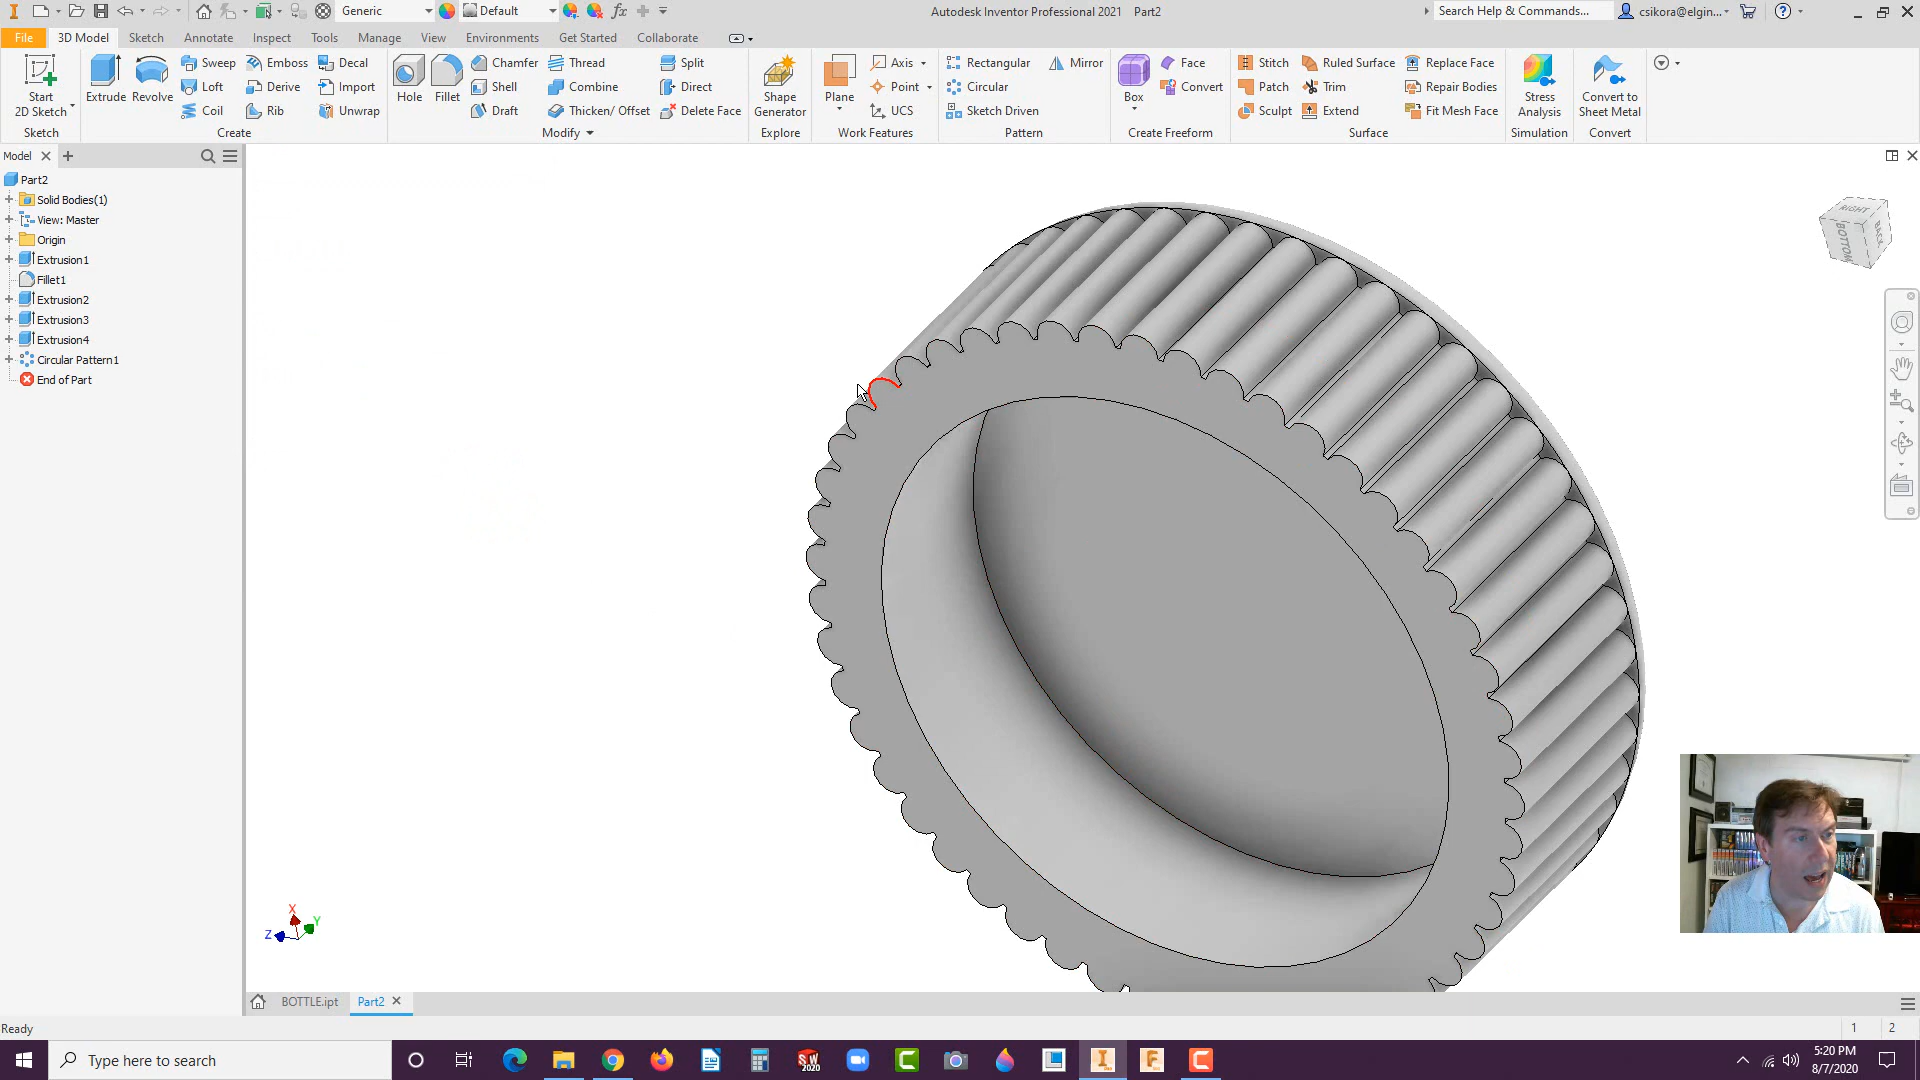 Generic
Default
Autodesk Inventor Professional 2021 Part2
Search Help & Commands...
csikora@elgin...
File 3D Model Sketch Annotate Inspect Tools Manage View Environments Get Started Collaborate
Start
2D Sketch
Sketch
Extrude
Revolve
Sweep
Loft
Coil
Emboss
Derive
Rib
Decal
Import
Unwrap
Create
Hole
Fillet
Chamfer
Shell
Draft
Thread
Combine
Thicken/ Offset
Split
Direct
Delete Face
Modify
Shape
Generator
Explore
Plane
Axis
Point
UCS
Work Features
Rectangular
Mirror
Circular
Sketch Driven
Pattern
Box
Face
Convert
Create Freeform
Stitch
Patch
Sculpt
Ruled Surface
Trim
Extend
Replace Face
Repair Bodies
Fit Mesh Face
Surface
Stress
Analysis
Simulation
Convert to
Sheet Metal
Convert
Model
Part2
Solid Bodies(1)
View: Master
Origin
Extrusion1
Fillet1
Extrusion2
Extrusion3
Extrusion4
Circular Pattern1
End of Part
RIGHT
BOTTOM
BACK
X
Y
Z
BOTTLE.ipt Part2
Ready
1 2
Type here to search
5:20 PM
8/7/2020